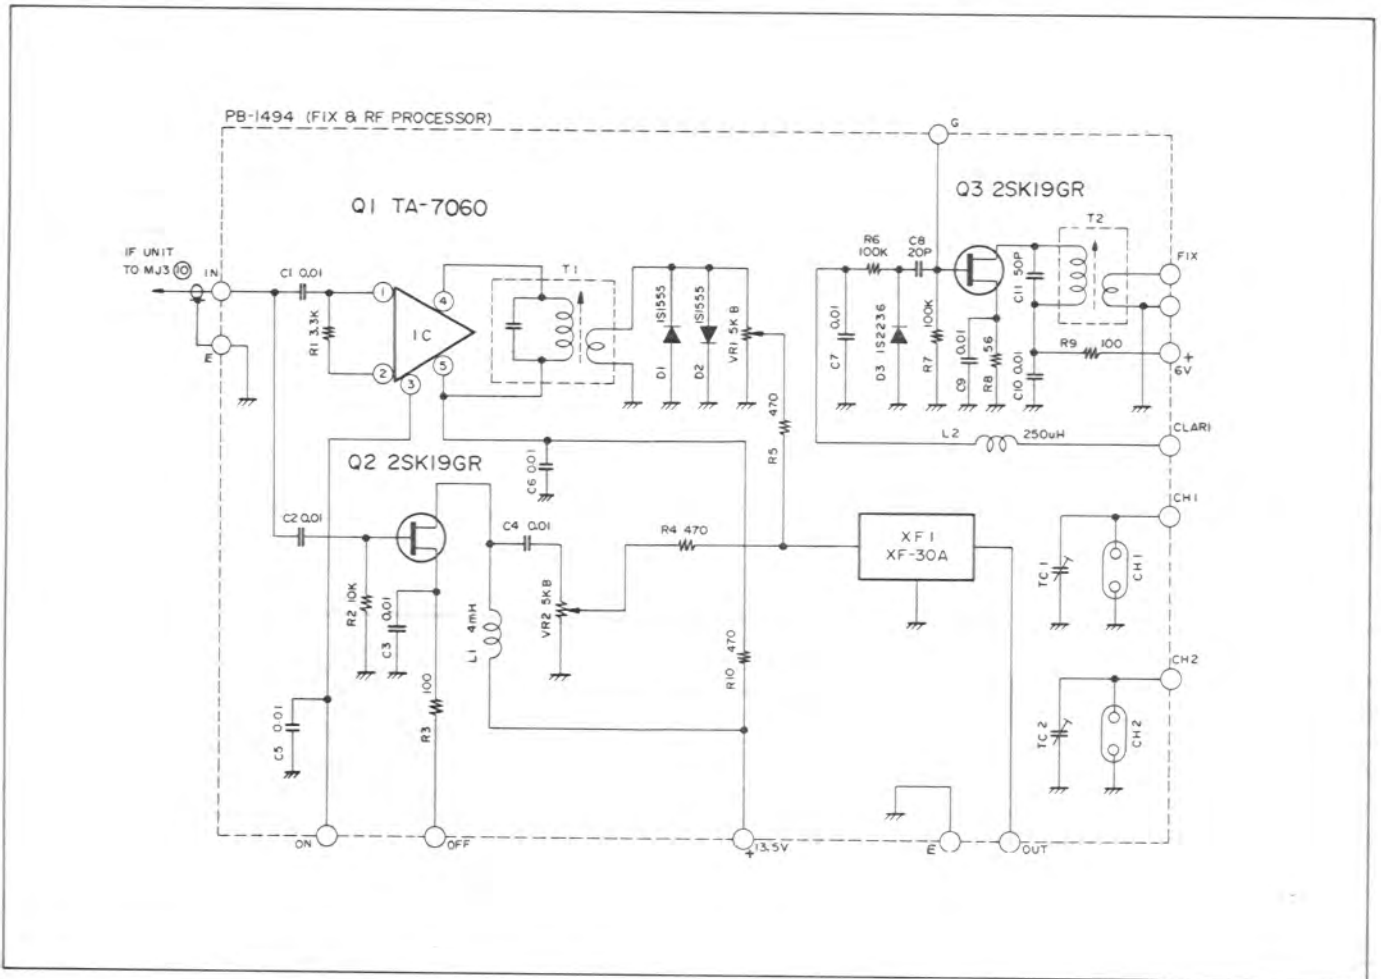 PB-1494 (FIX & RF PROCESSOR)
G
Q3 2SK19GR
Q1 TA-7060
T2
IF UNIT
TO MJ3 10
IN
C1 0.01
R1 3.3K
1
2
3
4
5
IC
T1
1S1555
1S1555
D1
D2
VR1 5K B
R6
100K
C8
20P
C7 0.01
D3 1S2236
R7 100K
C9 0.01
R8 56
C11 50P
C10 0.01
R9 100
FIX
+
6V
E
L2 250uH
CLARI
R5 470
Q2 2SK19GR
C6 0.01
C2 0.01
C4 0.01
R4 470
XF1
XF-30A
CH1
TC1
CH1
R2 10K
C3 0.01
L1 4mH
VR2 5KB
R10 470
CH2
TC2
CH2
C5 0.01
R3 100
ON
OFF
+13.5V
E
OUT